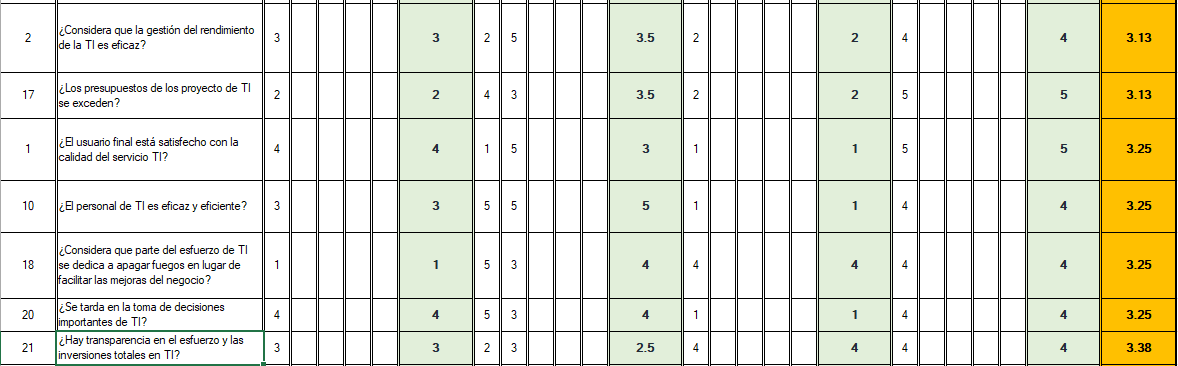 2 ¿Considera que la gestión del rendimiento de la TI es eficaz? 3 3 2 5 3.5 2 2 4 4 3.13
17 ¿Los presupuestos de los proyecto de TI se exceden? 2 2 4 3 3.5 2 2 5 5 3.13
1 ¿El usuario final está satisfecho con la calidad del servicio TI? 4 4 1 5 3 1 1 5 5 3.25
10 ¿El personal de TI es eficaz y eficiente? 3 3 5 5 5 1 1 4 4 3.25
18 ¿Considera que parte del esfuerzo de TI se dedica a apagar fuegos en lugar de facilitar las mejoras del negocio? 1 1 5 3 4 4 4 4 4 3.25
20 ¿Se tarda en la toma de decisiones importantes de TI? 4 4 5 3 4 1 1 4 4 3.25
21 ¿Hay transparencia en el esfuerzo y las inversiones totales en TI? 3 3 2 3 2.5 4 4 4 4 3.38